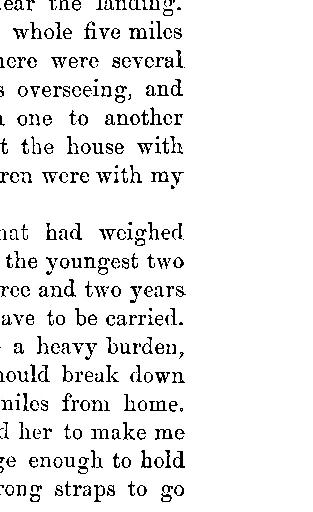 near the landing.
whole five miles
here were several
s overseeing, and
one to another
t the house with
ren were with my
hat had weighed
the youngest two
ree and two years
ave to be carried.
a heavy burden,
hould break down
miles from home.
d her to make me
ge enough to hold
rong straps to go